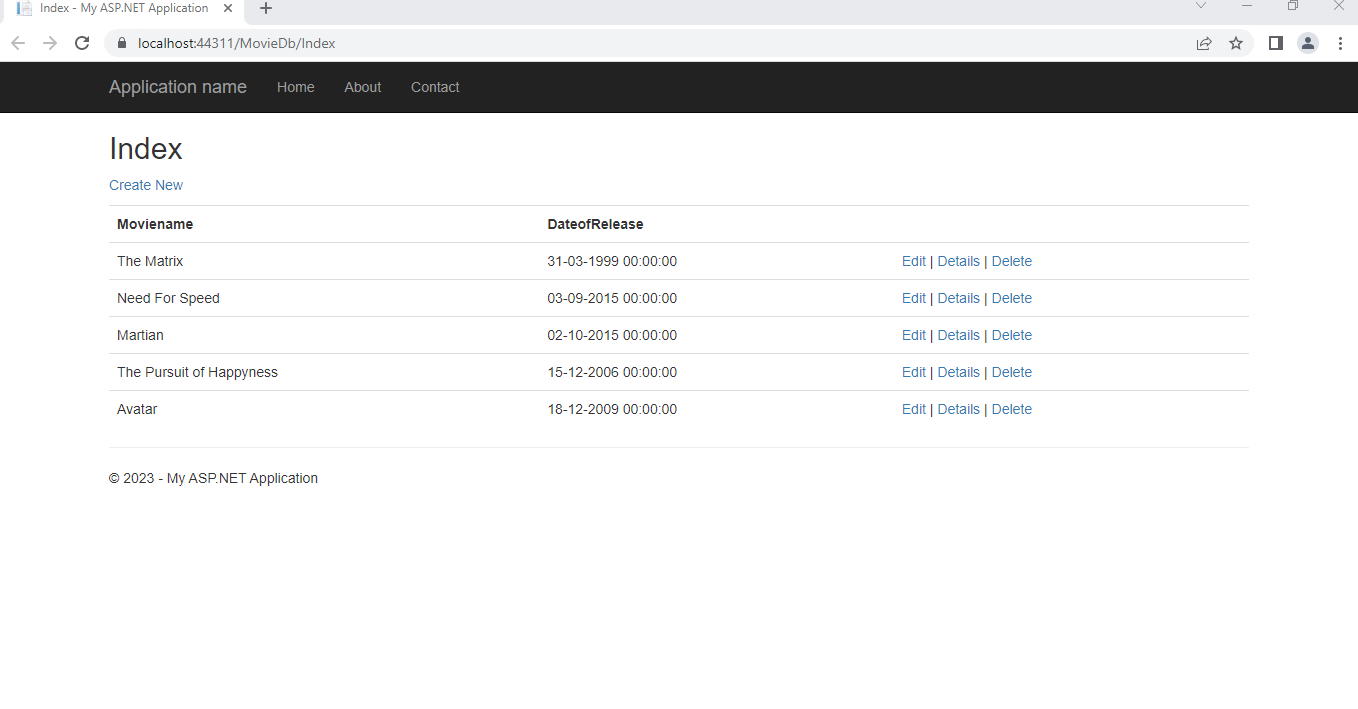 Index - My ASP.NET Application
localhost:44311/MovieDb/Index
Application name Home About Contact
Index
Create New
Moviename DateofRelease
The Matrix 31-03-1999 00:00:00 Edit | Details | Delete
Need For Speed 03-09-2015 00:00:00 Edit | Details | Delete
Martian 02-10-2015 00:00:00 Edit | Details | Delete
The Pursuit of Happyness 15-12-2006 00:00:00 Edit | Details | Delete
Avatar 18-12-2009 00:00:00 Edit | Details | Delete
© 2023 - My ASP.NET Application